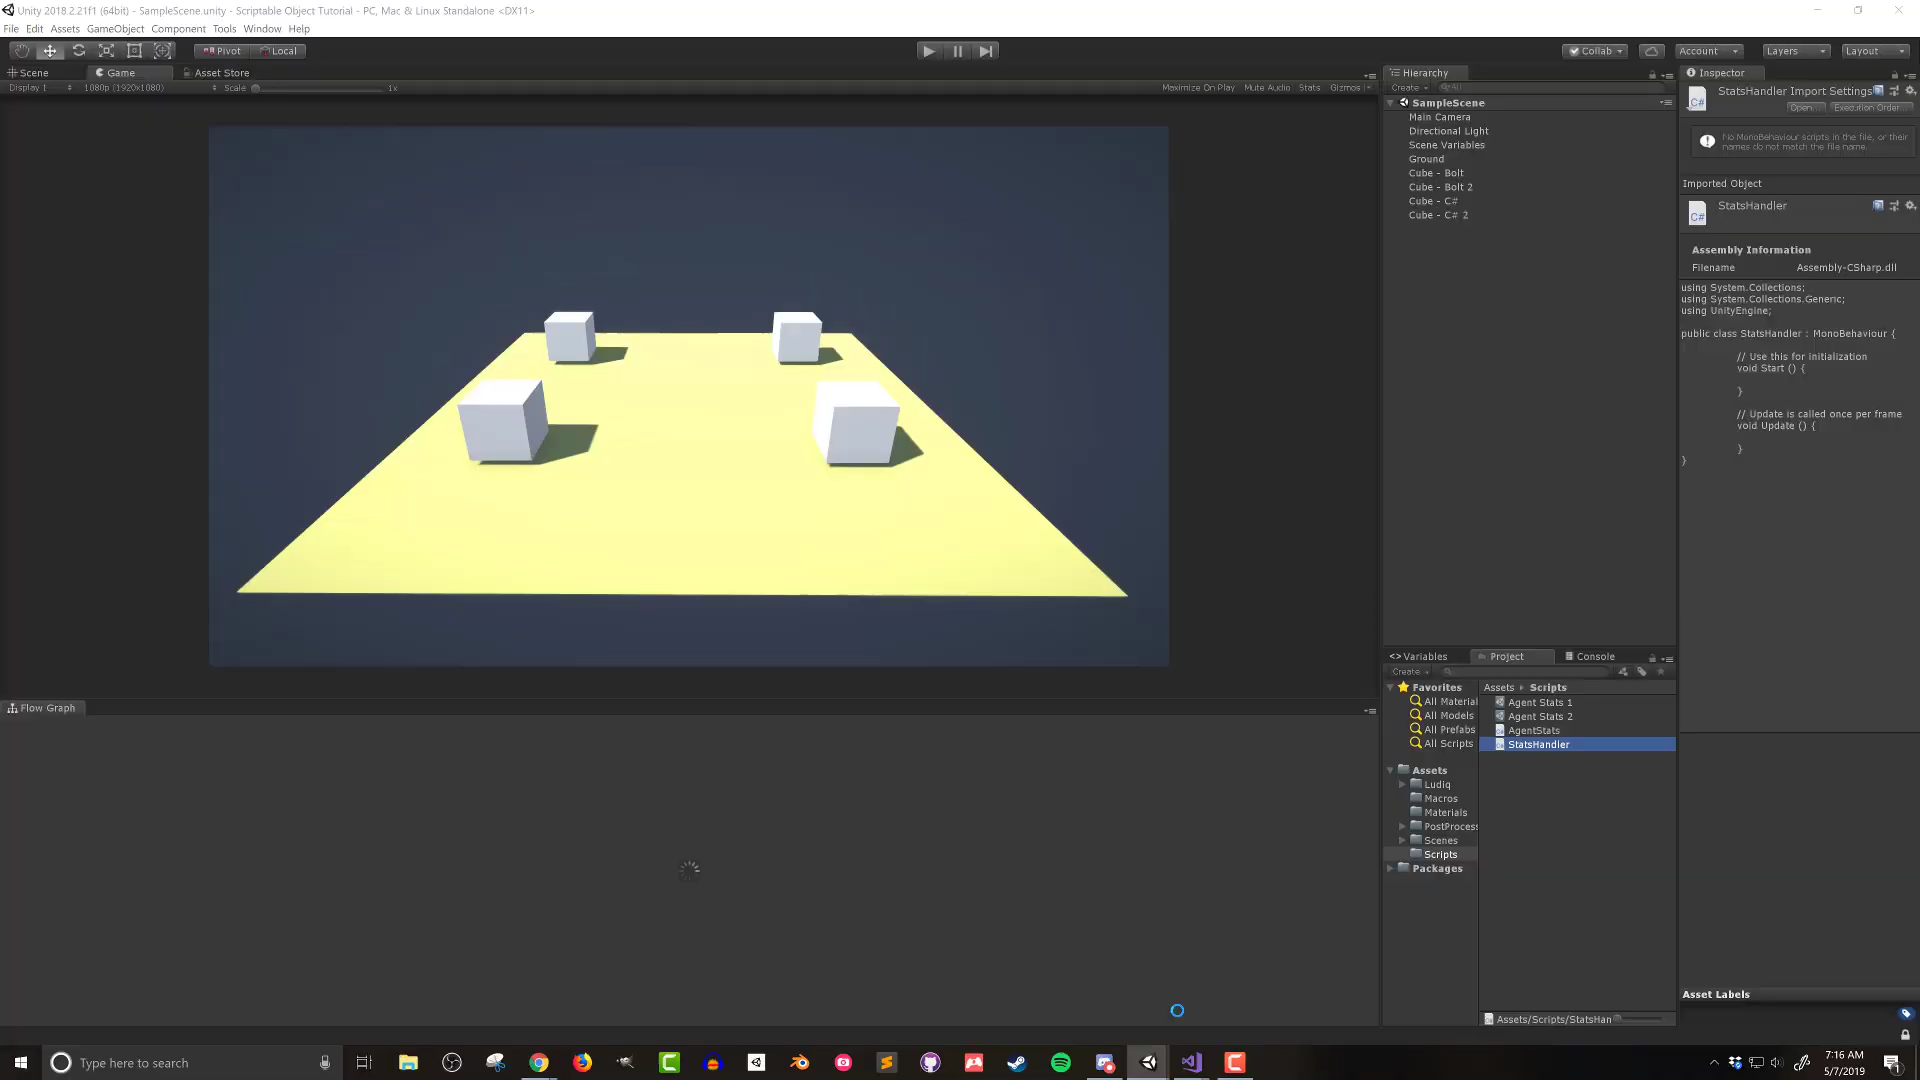 Unity 2018.2.21f1 (64bit) - SampleScene.unity - Scriptable Object Tutorial - PC, Mac & Linux Standalone <DX11>
File Edit Assets GameObject Component Tools Window Help
Pivot Local Collab Account Layers Layout
Scene Game Asset Store
Display 1 1080p (1920x1080) Scale 1x Maximize On Play Mute Audio Stats Gizmos
Hierarchy
Create All
SampleScene
Main Camera
Directional Light
Scene Variables
Ground
Cube - Bolt
Cube - Bolt 2
Cube - C#
Cube - C# 2
Inspector
StatsHandler Import Settings
Open... Execution Order...
No MonoBehaviour scripts in the file, or their
names do not match the file name.
Imported Object
StatsHandler
Assembly Information
Filename Assembly-CSharp.dll
using System.Collections;
using System.Collections.Generic;
using UnityEngine;
public class StatsHandler : MonoBehaviour {
// Use this for initialization
void Start () {
}
// Update is called once per frame
void Update () {
}
}
Asset Labels
<> Variables Project Console
Create
Favorites
All Material
All Models
All Prefabs
All Scripts
Assets
Ludiq
Macros
Materials
PostProcess
Scenes
Scripts
Packages
Assets Scripts
Agent Stats 1
Agent Stats 2
AgentStats
StatsHandler
Assets/Scripts/StatsHan
Flow Graph
Type here to search
7:16 AM
5/7/2019